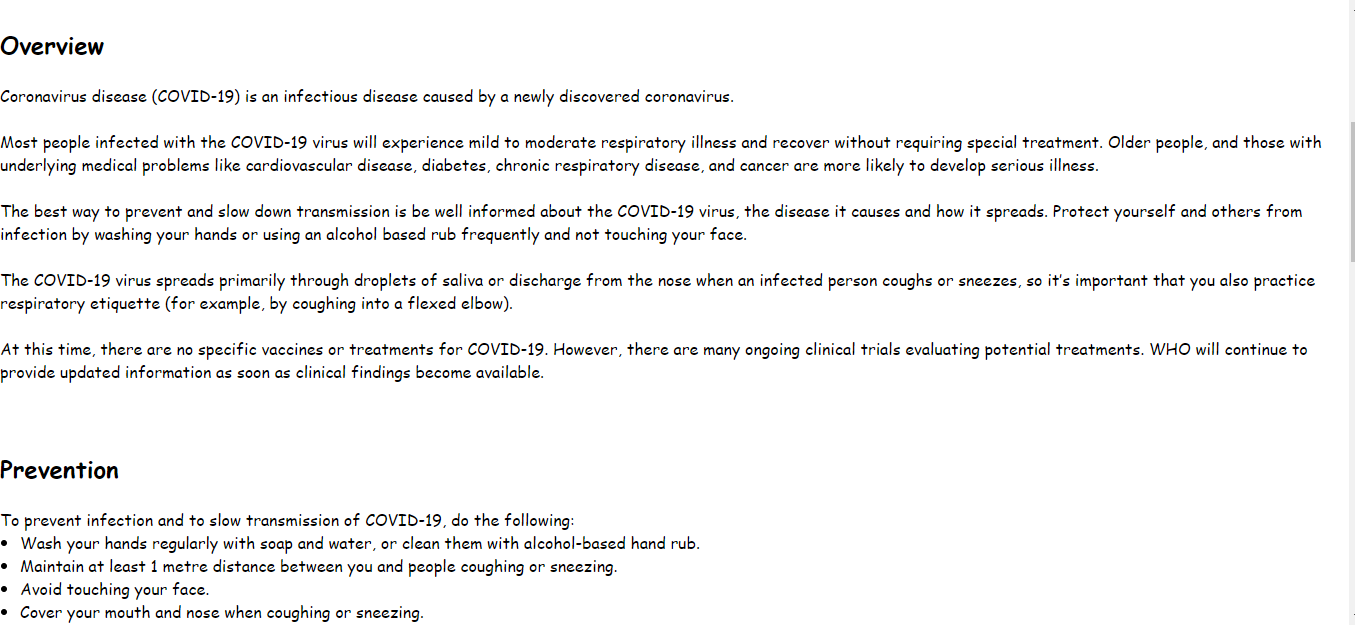 Overview
Coronavirus disease (COVID-19) is an infectious disease caused by a newly discovered coronavirus.
Most people infected with the COVID-19 virus will experience mild to moderate respiratory illness and recover without requiring special treatment. Older people, and those with
underlying medical problems like cardiovascular disease, diabetes, chronic respiratory disease, and cancer are more likely to develop serious illness.
The best way to prevent and slow down transmission is be well informed about the COVID-19 virus, the disease it causes and how it spreads. Protect yourself and others from
infection by washing your hands or using an alcohol based rub frequently and not touching your face.
The COVID-19 virus spreads primarily through droplets of saliva or discharge from the nose when an infected person coughs or sneezes, so it's important that you also practice
respiratory etiquette (for example, by coughing into a flexed elbow).
At this time, there are no specific vaccines or treatments for COVID-19. However, there are many ongoing clinical trials evaluating potential treatments. WHO will continue to
provide updated information as soon as clinical findings become available.
Prevention
To prevent infection and to slow transmission of COVID-19, do the following:
• Wash your hands regularly with soap and water, or clean them with alcohol-based hand rub.
• Maintain at least 1 metre distance between you and people coughing or sneezing.
• Avoid touching your face.
• Cover your mouth and nose when coughing or sneezing.